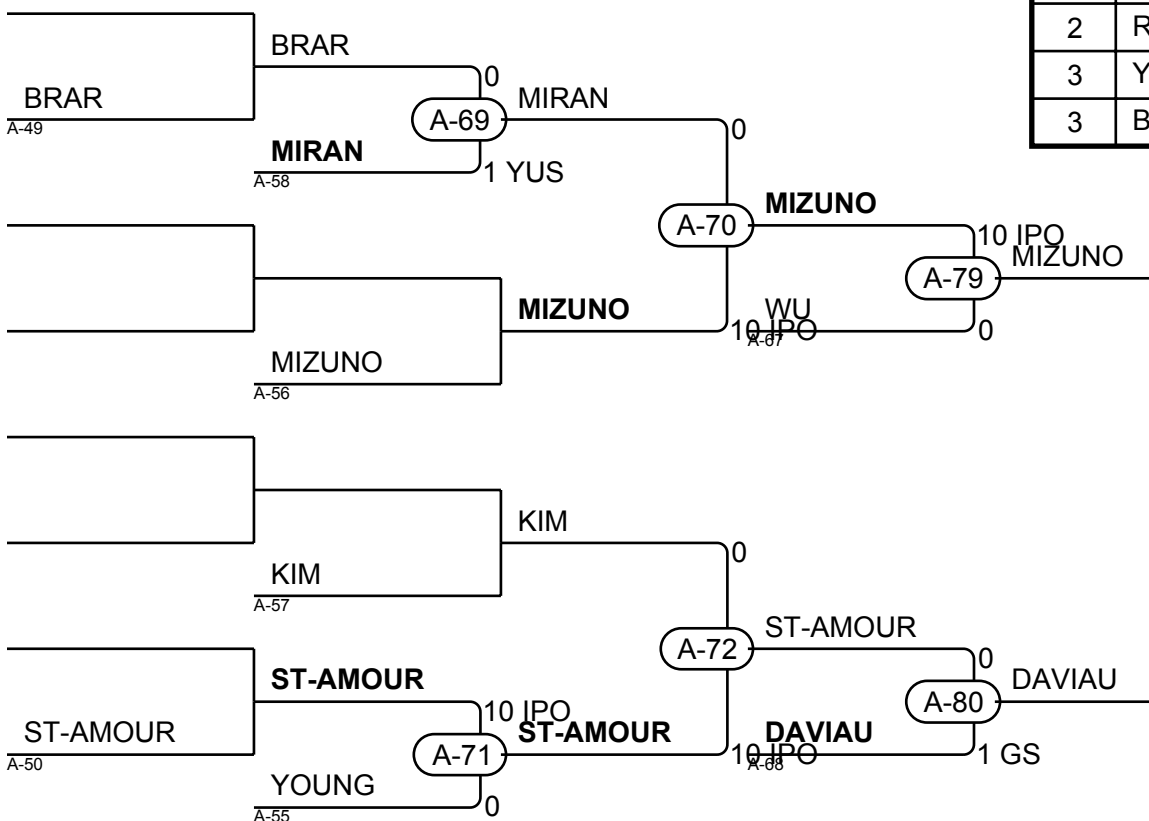 2 R
BRAR
3 Y
0
BRAR
MIRAN
A-49
A-69
0
3 B
MIRAN
1 YUS
A-58
MIZUNO
A-70
10 IPO
MIZUNO
A-79
MIZUNO
WU
10 IPO
A-67
0
MIZUNO
A-56
KIM
0
KIM
A-57
ST-AMOUR
A-72
0
ST-AMOUR
DAVIAU
10 IPO
A-80
ST-AMOUR
ST-AMOUR
DAVIAU
A-50
A-71
10 IPO
A-68
1 GS
YOUNG
0
A-55